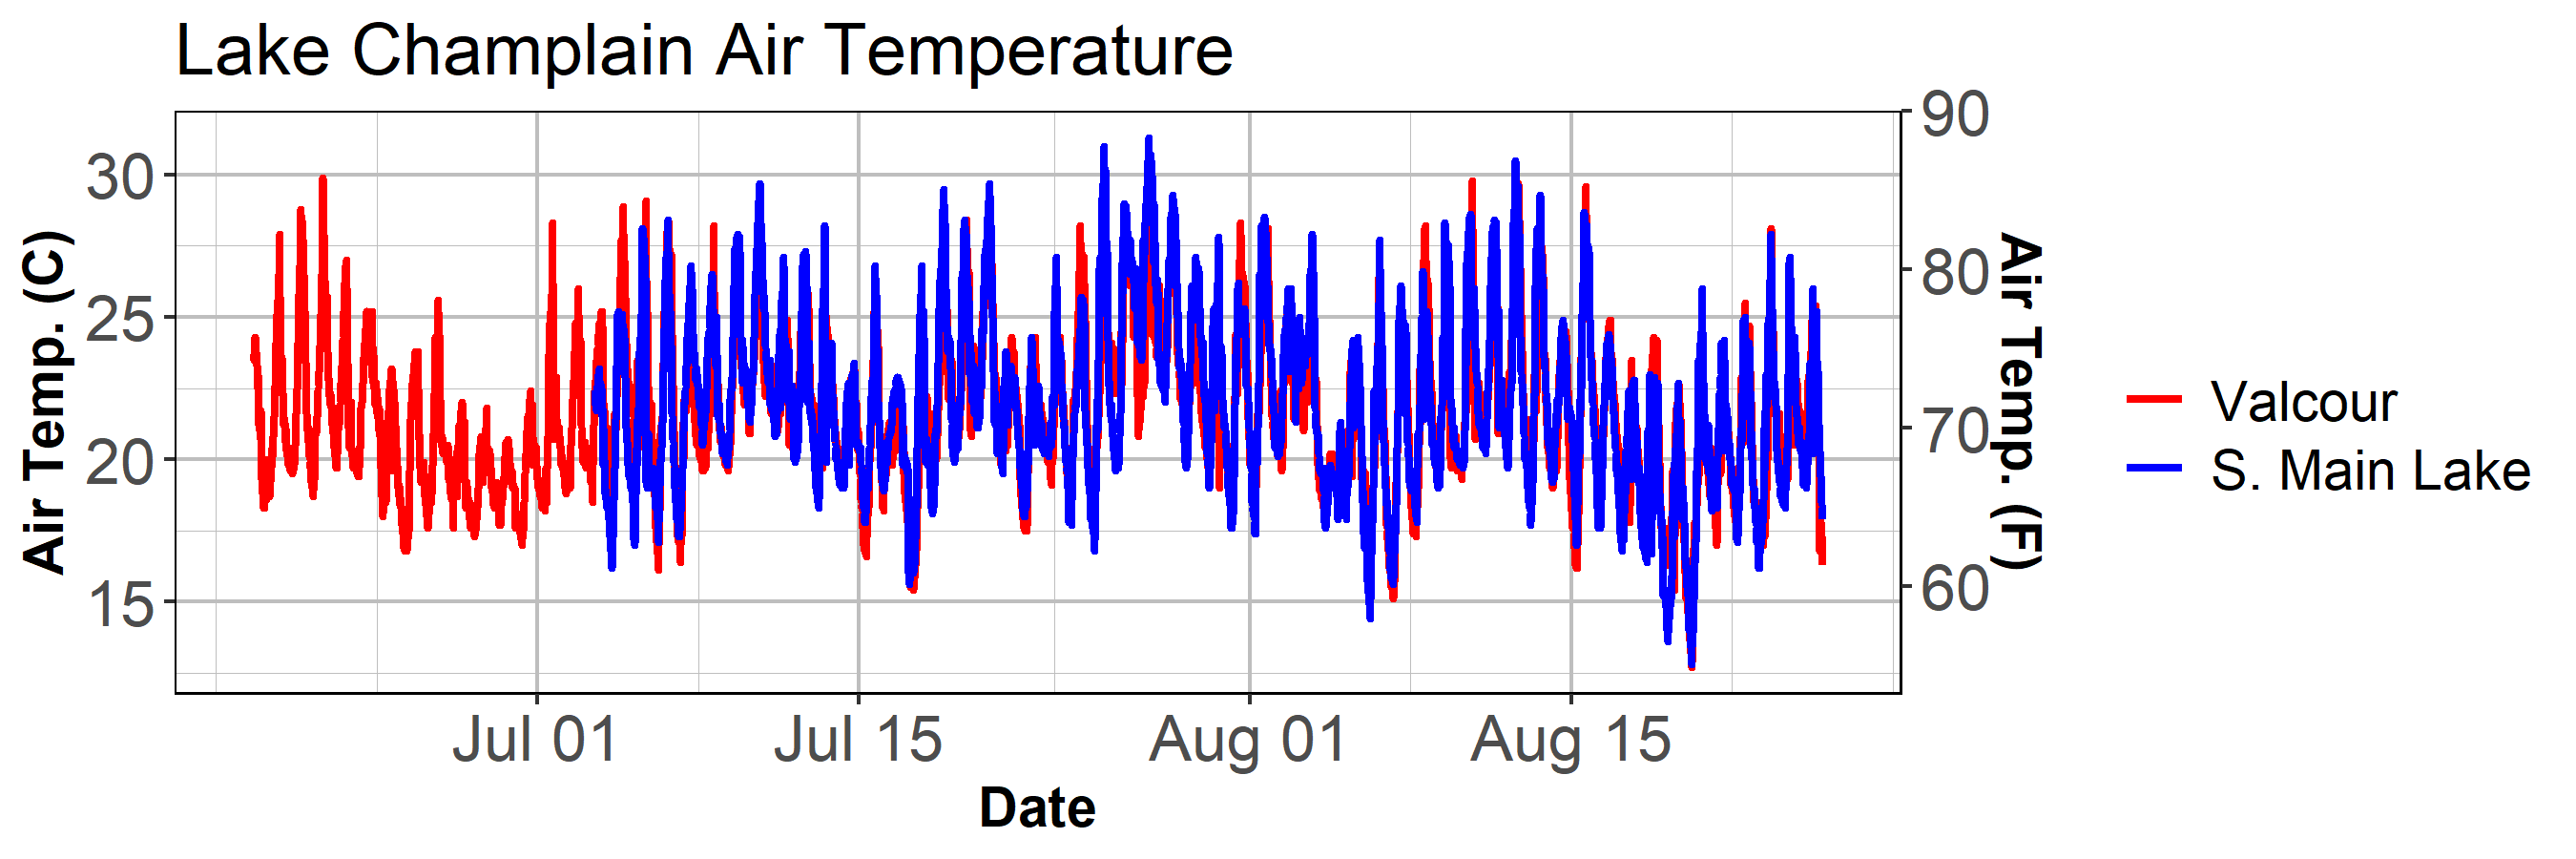 Lake Champlain Air Temperature
Air Temp. (C)
30
25
20
15
90
80
70
60
Air Temp. (F)
Jul 01
Jul 15
Aug 01
Aug 15
Date
Valcour
S. Main Lake